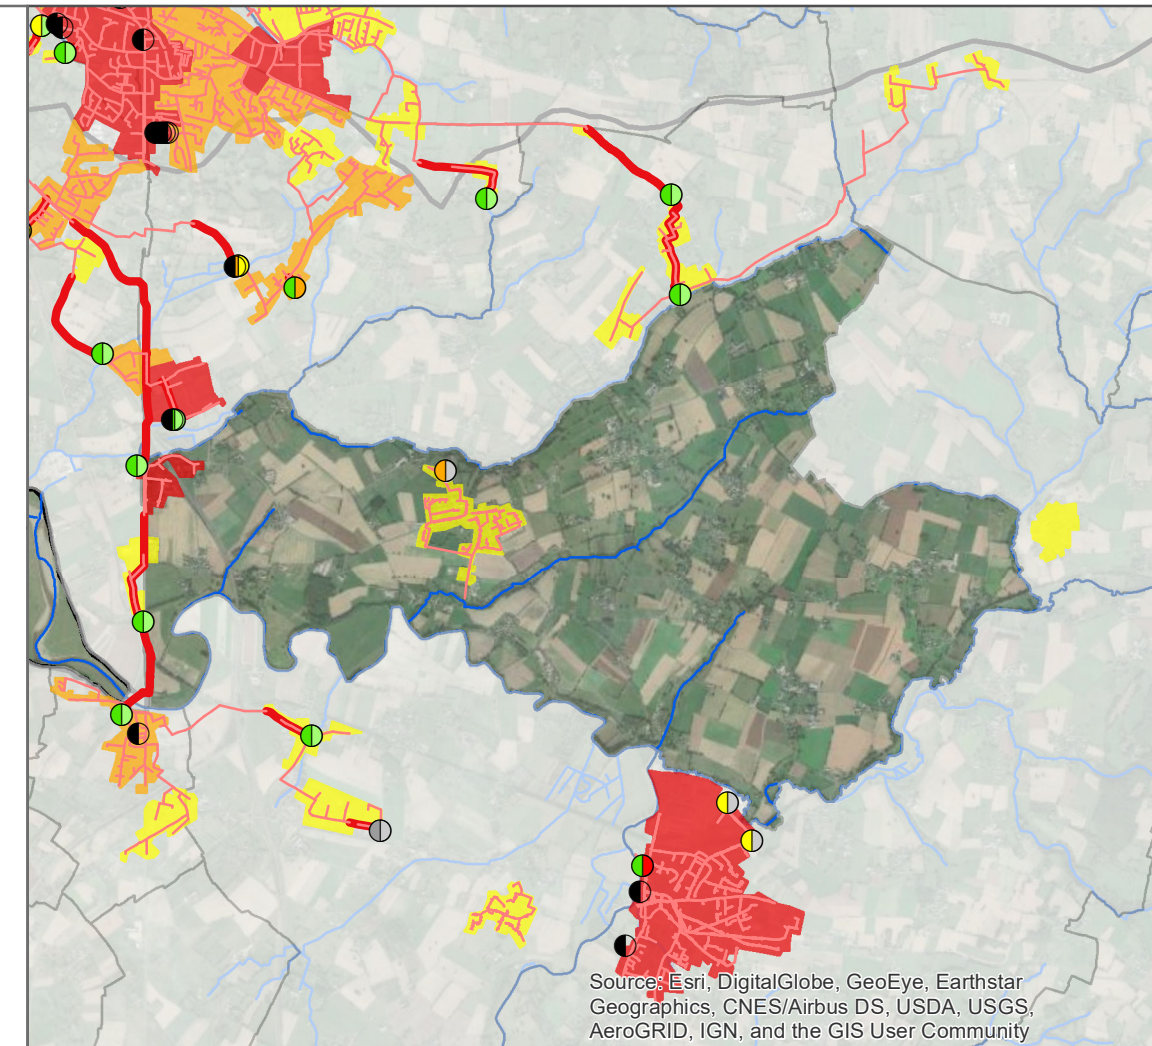 Source: Esri, DigitalGlobe, GeoEye, Earthstar
Geographics, CNES/Airbus DS, USDA, USGS,
AeroGRID, IGN, and the GIS User Community